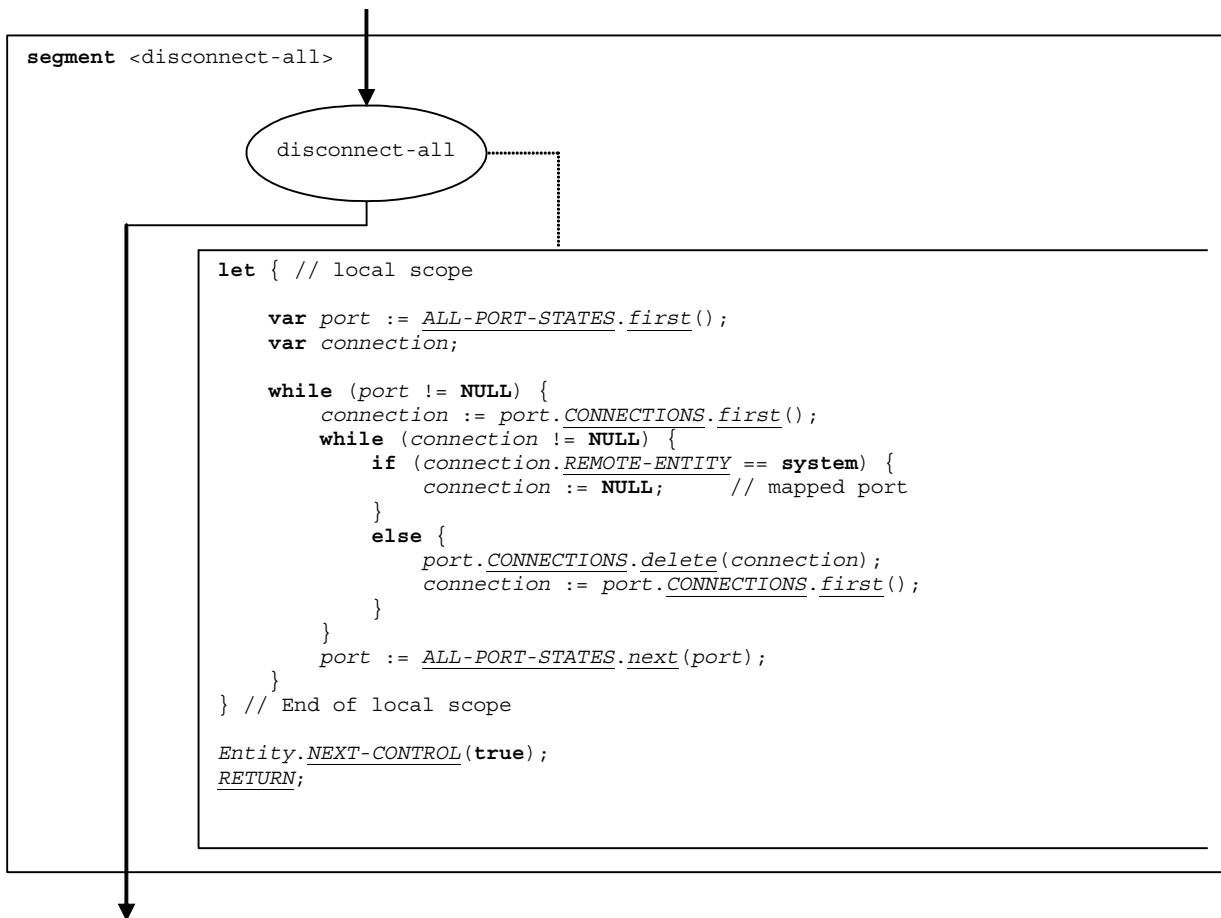 segment <disconnect-all>
disconnect-all
let { // local scope
var port := ALL-PORT-STATES.first();
var connection;
while (port != NULL) {
connection := port.CONNECTIONS.first();
while (connection != NULL) {
if (connection.REMOTE-ENTITY == system) {
connection := NULL; // mapped port
}
else {
port.CONNECTIONS.delete(connection);
connection := port.CONNECTIONS.first();
}
}
port := ALL-PORT-STATES.next(port);
}
} // End of local scope
Entity.NEXT-CONTROL(true);
RETURN;